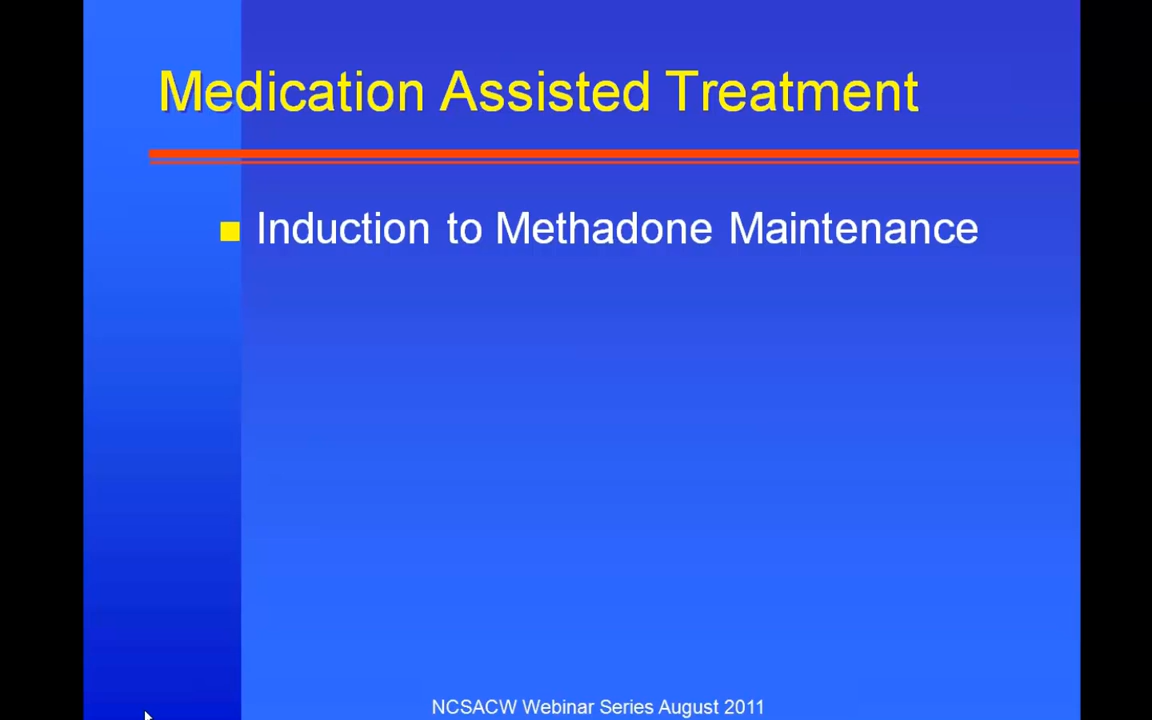 Medication Assisted Treatment
Induction to Methadone Maintenance
NCSACW Webinar Series August 2011